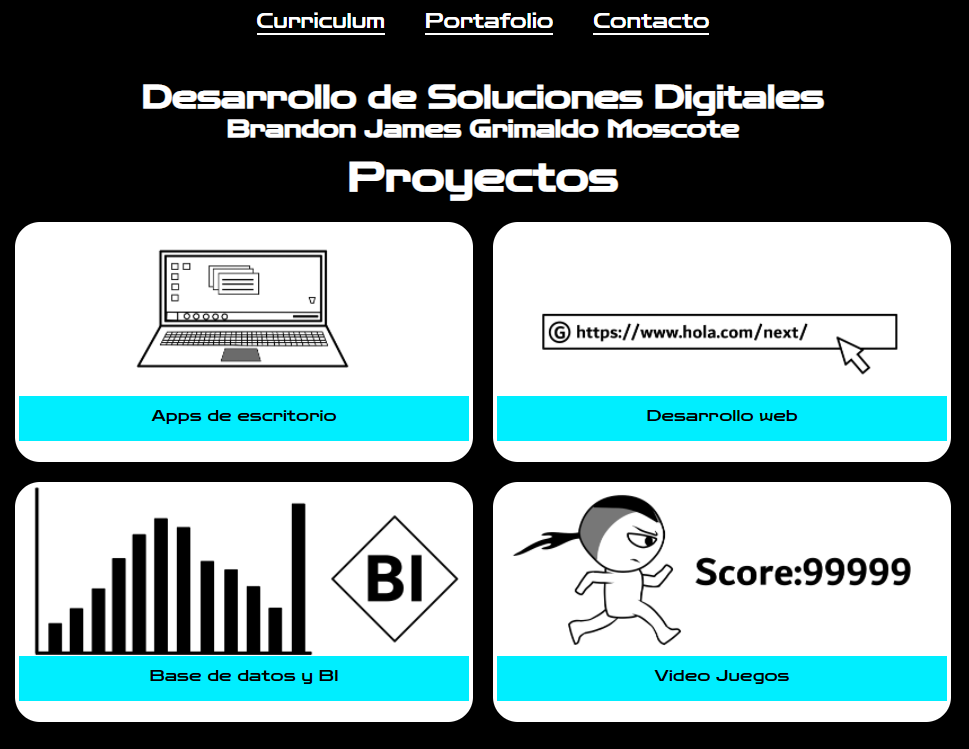 Curriculum Portafolio Contacto
Desarrollo de Soluciones Digitales
Brandon James Grimaldo Moscote
Proyectos
G https://www.hola.com/next/
Apps de escritorio
Desarrollo web
BI
Score:99999
Base de datos y BI
Video Juegos